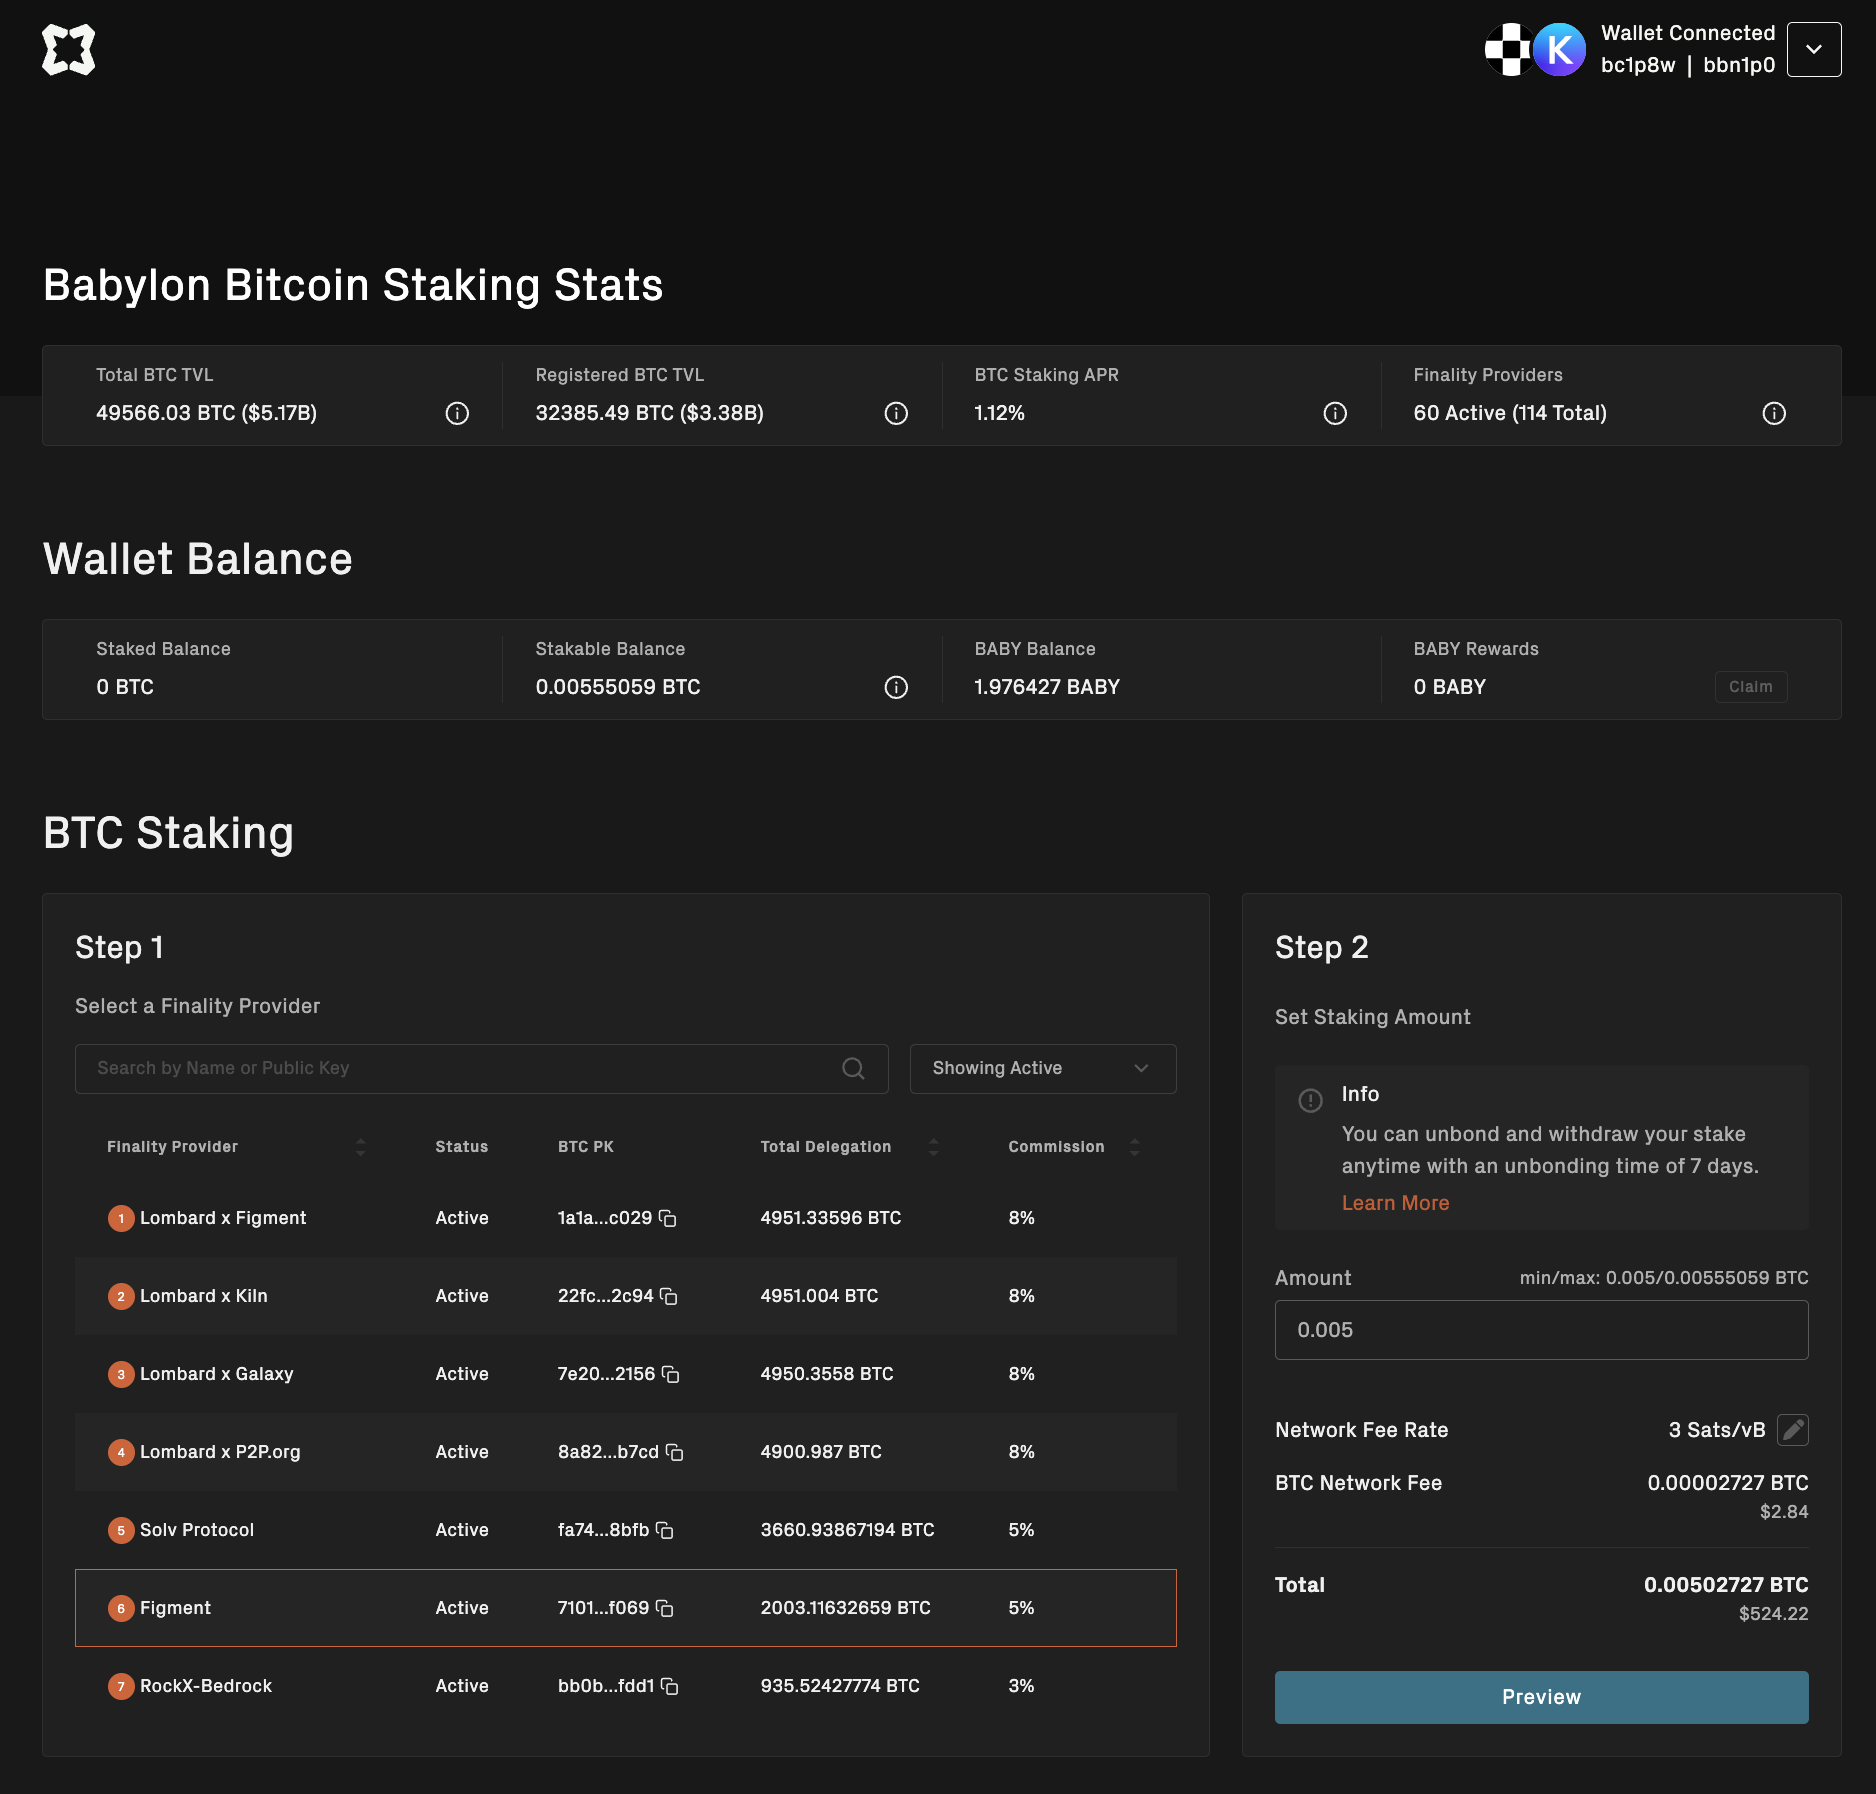 K
Wallet Connected
bc1p8w | bbn1p0
Babylon Bitcoin Staking Stats
Total BTC TVL
49566.03 BTC ($5.17B)
Registered BTC TVL
32385.49 BTC ($3.38B)
BTC Staking APR
1.12%
Finality Providers
60 Active (114 Total)
Wallet Balance
Staked Balance
0 BTC
Stakable Balance
0.00555059 BTC
BABY Balance
1.976427 BABY
BABY Rewards
0 BABY
Claim
BTC Staking
Step 1
Select a Finality Provider
Search by Name or Public Key
Showing Active
Finality Provider Status BTC PK Total Delegation Commission
1 Lombard x Figment Active 1a1a...c029 4951.33596 BTC 8%
2 Lombard x Kiln Active 22fc...2c94 4951.004 BTC 8%
3 Lombard x Galaxy Active 7e20...2156 4950.3558 BTC 8%
4 Lombard x P2P.org Active 8a82...b7cd 4900.987 BTC 8%
5 Solv Protocol Active fa74...8bfb 3660.93867194 BTC 5%
6 Figment Active 7101...f069 2003.11632659 BTC 5%
7 RockX-Bedrock Active bb0b...fdd1 935.52427774 BTC 3%
Step 2
Set Staking Amount
Info
You can unbond and withdraw your stake
anytime with an unbonding time of 7 days.
Learn More
Amount min/max: 0.005/0.00555059 BTC
0.005
Network Fee Rate 3 Sats/vB
BTC Network Fee 0.00002727 BTC
$2.84
Total 0.00502727 BTC
$524.22
Preview